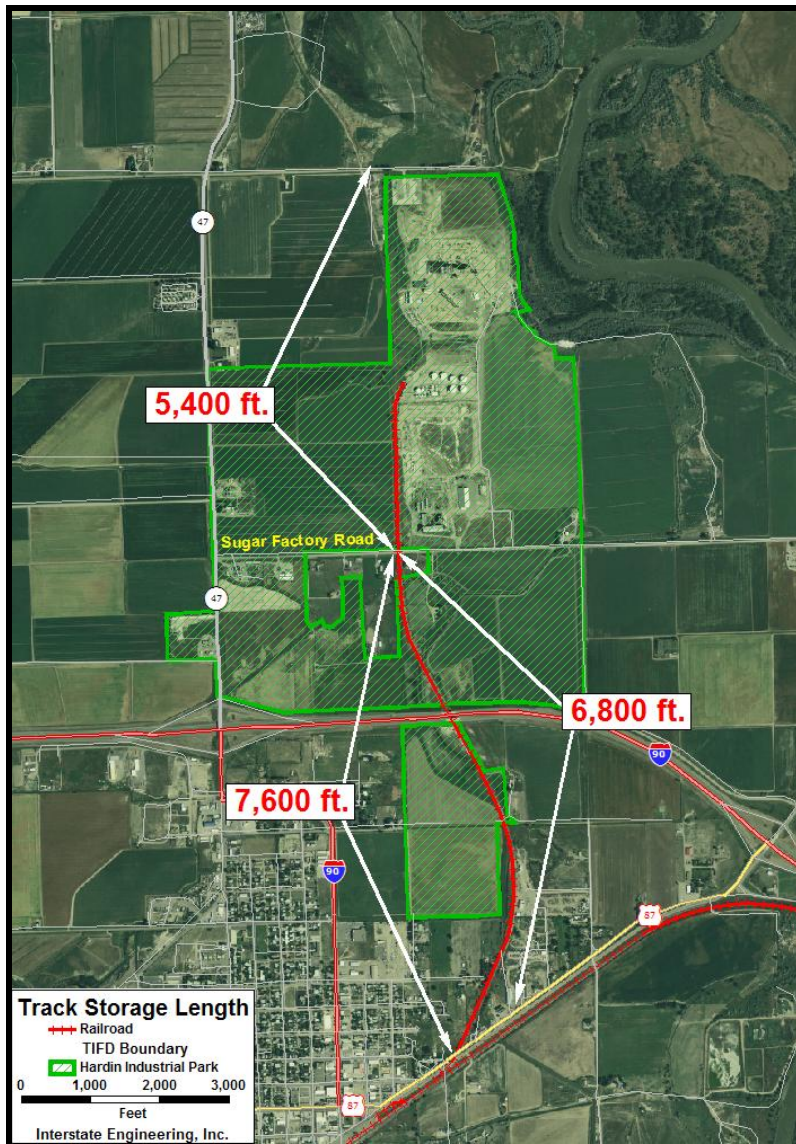 47
5,400 ft.
Sugar Factory Road
47
6,800 ft.
90
7,600 ft.
90
87
Track Storage Length
Railroad
TIFD Boundary
Hardin Industrial Park
0 1,000 2,000 3,000
Feet
Interstate Engineering, Inc.
87